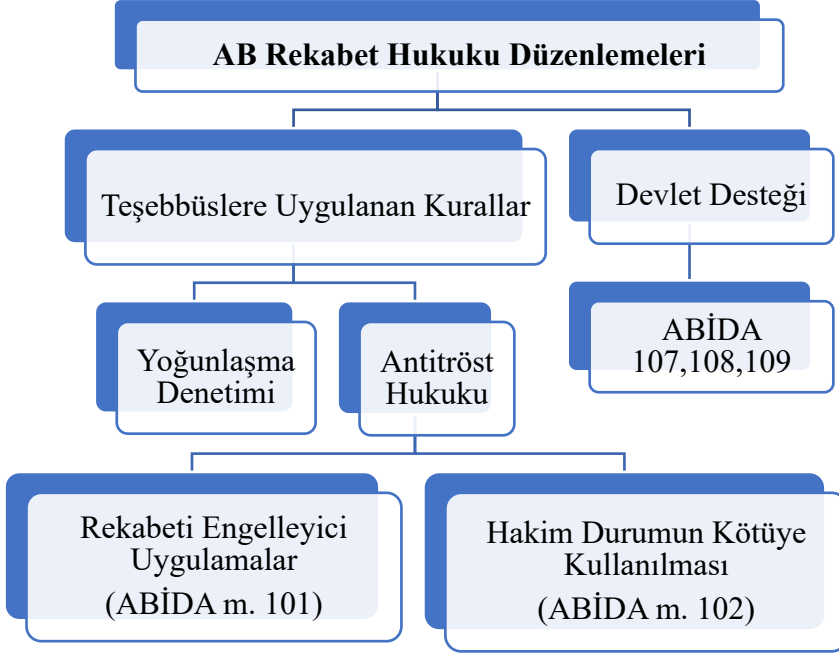 AB Rekabet Hukuku Düzenlemeleri
Teşebbüslere Uygulanan Kurallar
Devlet Desteği
Yoğunlaşma
Denetimi
Antitröst
Hukuku
ABİDA
107,108,109
Rekabeti Engelleyici
Uygulamalar
(ABİDA m. 101)
Hakim Durumun Kötüye
Kullanılması
(ABİDA m. 102)